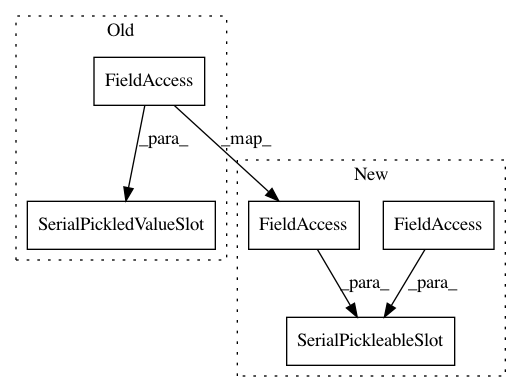 Old
FieldAccess
_para_
_map_
SerialPickledValueSlot
New
FieldAccess
FieldAccess
_para_
_para_
SerialPickleableSlot